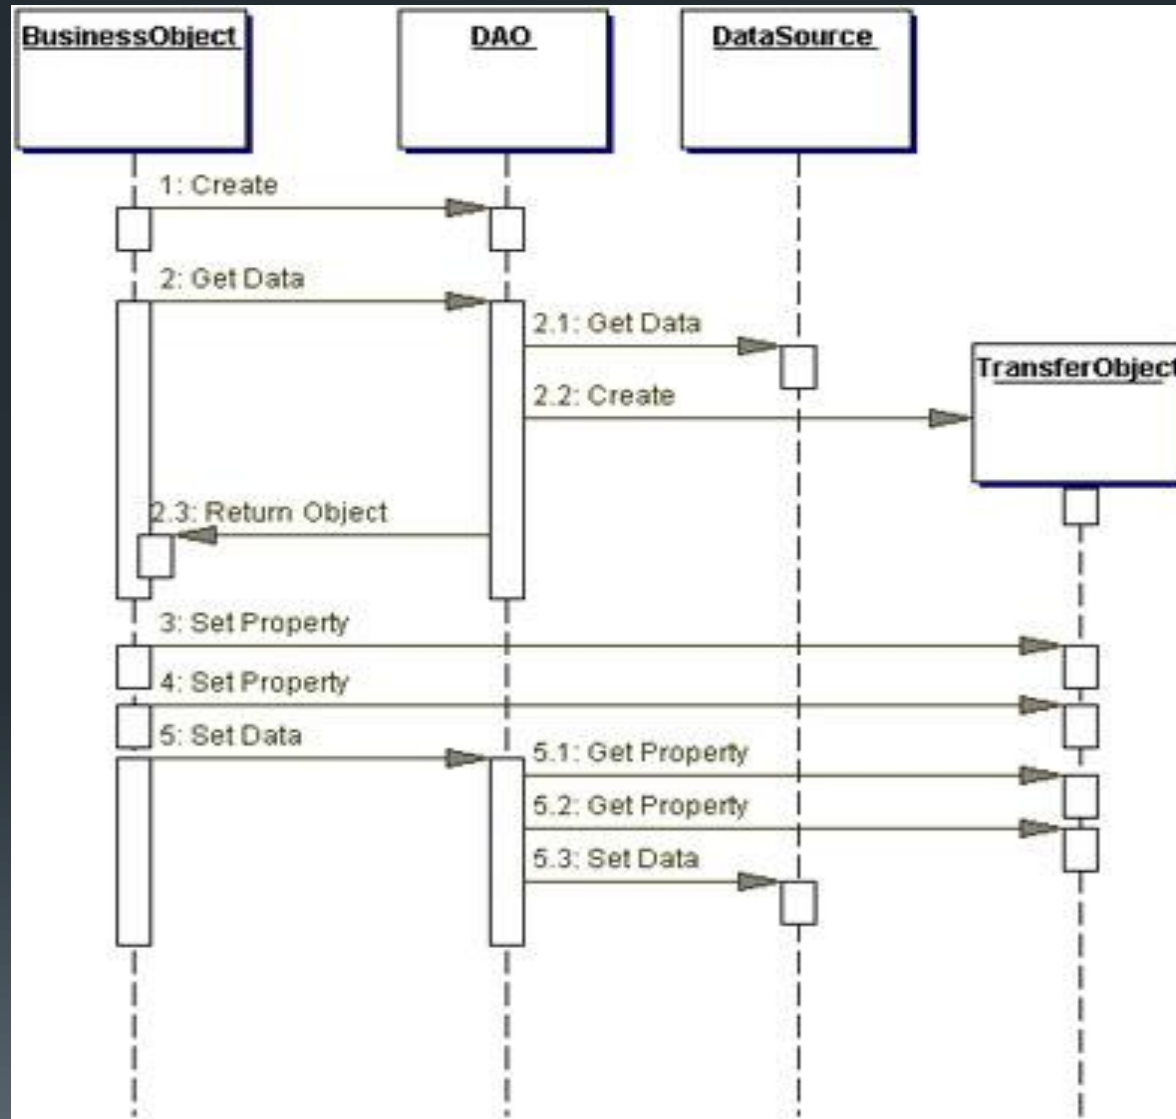 BusinessObject
DAO
DataSource
1: Create
2: Get Data
2.1: Get Data
TransferObject
2.2: Create
2.3: Return Object
3: Set Property
4: Set Property
5: Set Data
5.1: Get Property
5.2: Get Property
5.3: Set Data